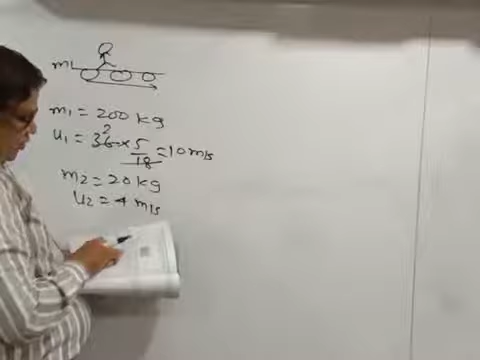 m1
m1 = 200 kg
u1 = 36 × 5/18 = 10 m/s
2
m2 = 20 kg
u2 = 4 m/s